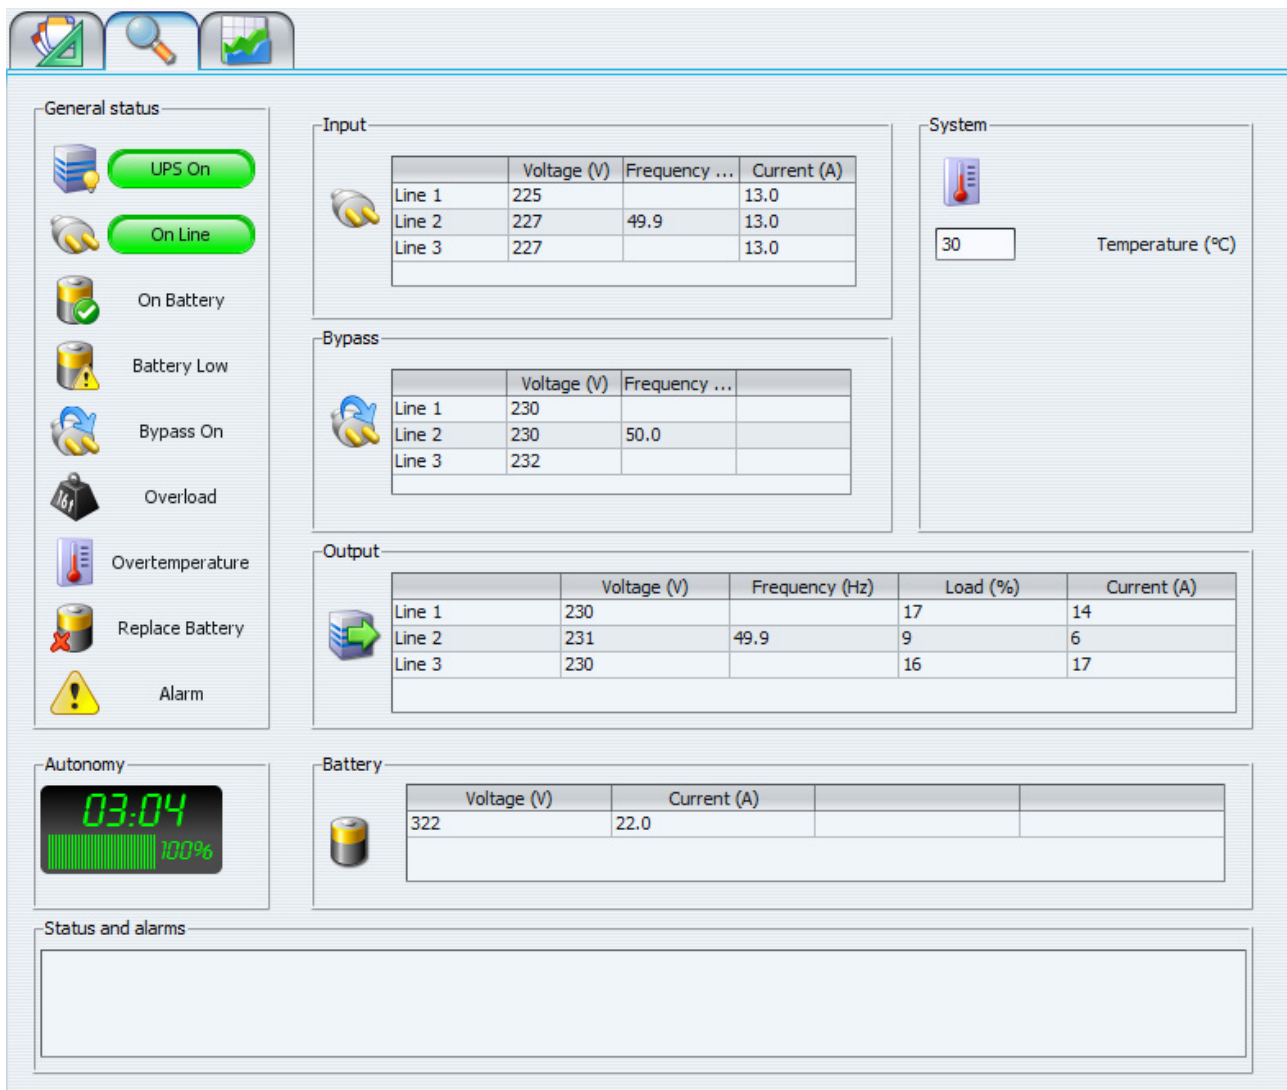 General status
UPS On
On Line
On Battery
Battery Low
Bypass On
16t
Overload
Overtemperature
Replace Battery
Alarm
Input
Voltage (V) Frequency ... Current (A)
Line 1 225 13.0
Line 2 227 49.9 13.0
Line 3 227 13.0
System
30 Temperature (°C)
Bypass
Voltage (V) Frequency ...
Line 1 230
Line 2 230 50.0
Line 3 232
Output
Voltage (V) Frequency (Hz) Load (%) Current (A)
Line 1 230 17 14
Line 2 231 49.9 9 6
Line 3 230 16 17
Autonomy
03:04
100%
Battery
Voltage (V) Current (A)
322 22.0
Status and alarms